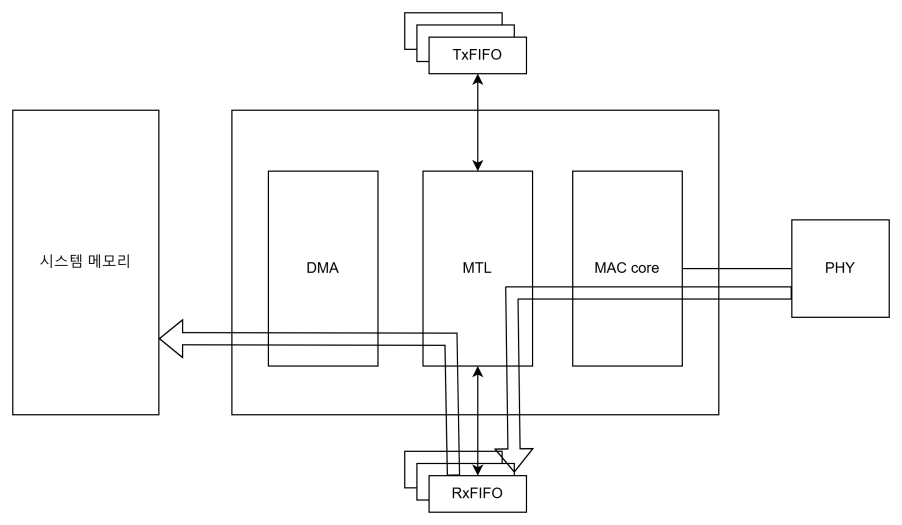 TxFIFO
시스템 메모리
DMA
MTL
MAC core
PHY
RxFIFO